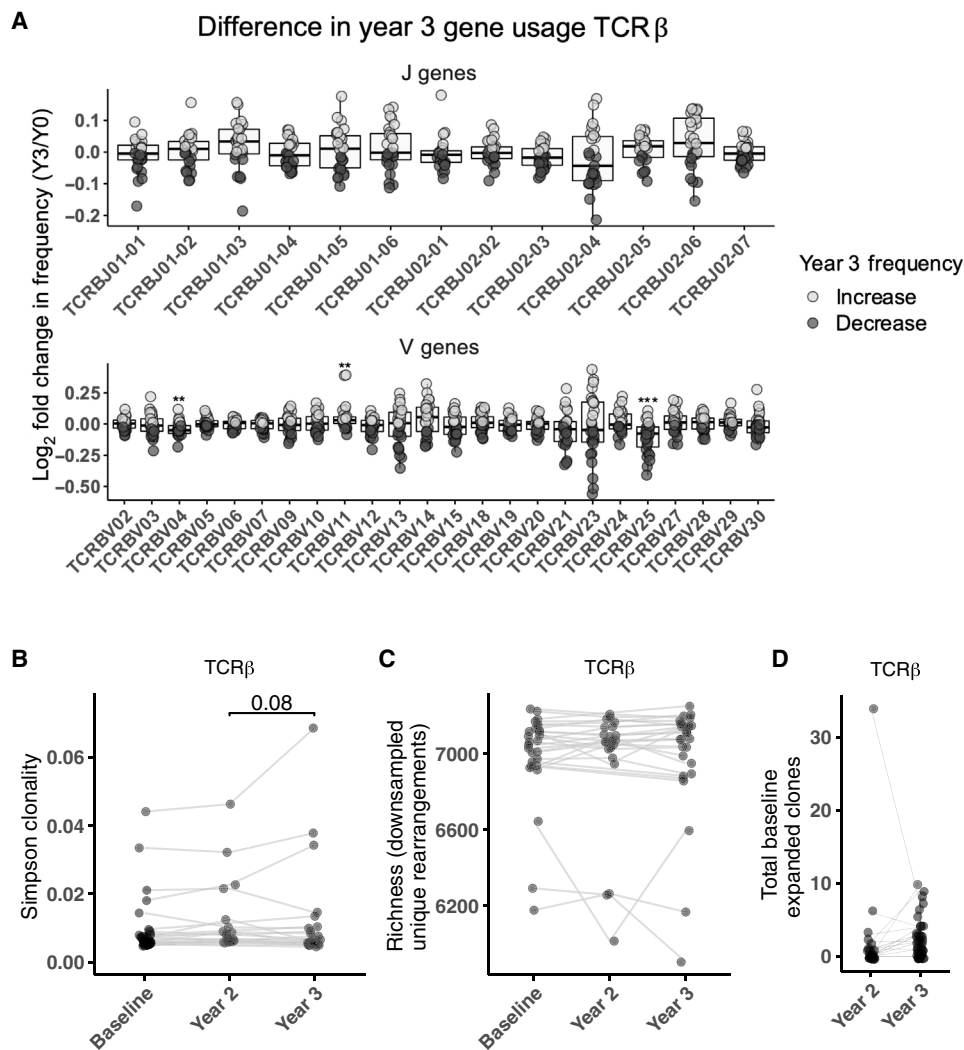 A
Difference in year 3 gene usage TCRβ
Log2 fold change in frequency (Y3/Y0)
J genes
0.1
0.0
−0.1
−0.2
TCRBJ01-01
TCRBJ01-02
TCRBJ01-03
TCRBJ01-04
TCRBJ01-05
TCRBJ01-06
TCRBJ02-01
TCRBJ02-02
TCRBJ02-03
TCRBJ02-04
TCRBJ02-05
TCRBJ02-06
TCRBJ02-07
Year 3 frequency
Increase
Decrease
V genes
0.25
0.00
−0.25
−0.50
**
**
***
TCRBV02
TCRBV03
TCRBV04
TCRBV05
TCRBV06
TCRBV07
TCRBV09
TCRBV10
TCRBV11
TCRBV12
TCRBV13
TCRBV14
TCRBV15
TCRBV18
TCRBV19
TCRBV20
TCRBV21
TCRBV23
TCRBV24
TCRBV25
TCRBV27
TCRBV28
TCRBV29
TCRBV30
B
TCRβ
0.08
Simpson clonality
0.06
0.04
0.02
0.00
Baseline
Year 2
Year 3
C
TCRβ
Richness (downsampled
unique rearrangements)
7000
6600
6200
Baseline
Year 2
Year 3
D
TCRβ
Total baseline
expanded clones
30
20
10
0
Year 2
Year 3